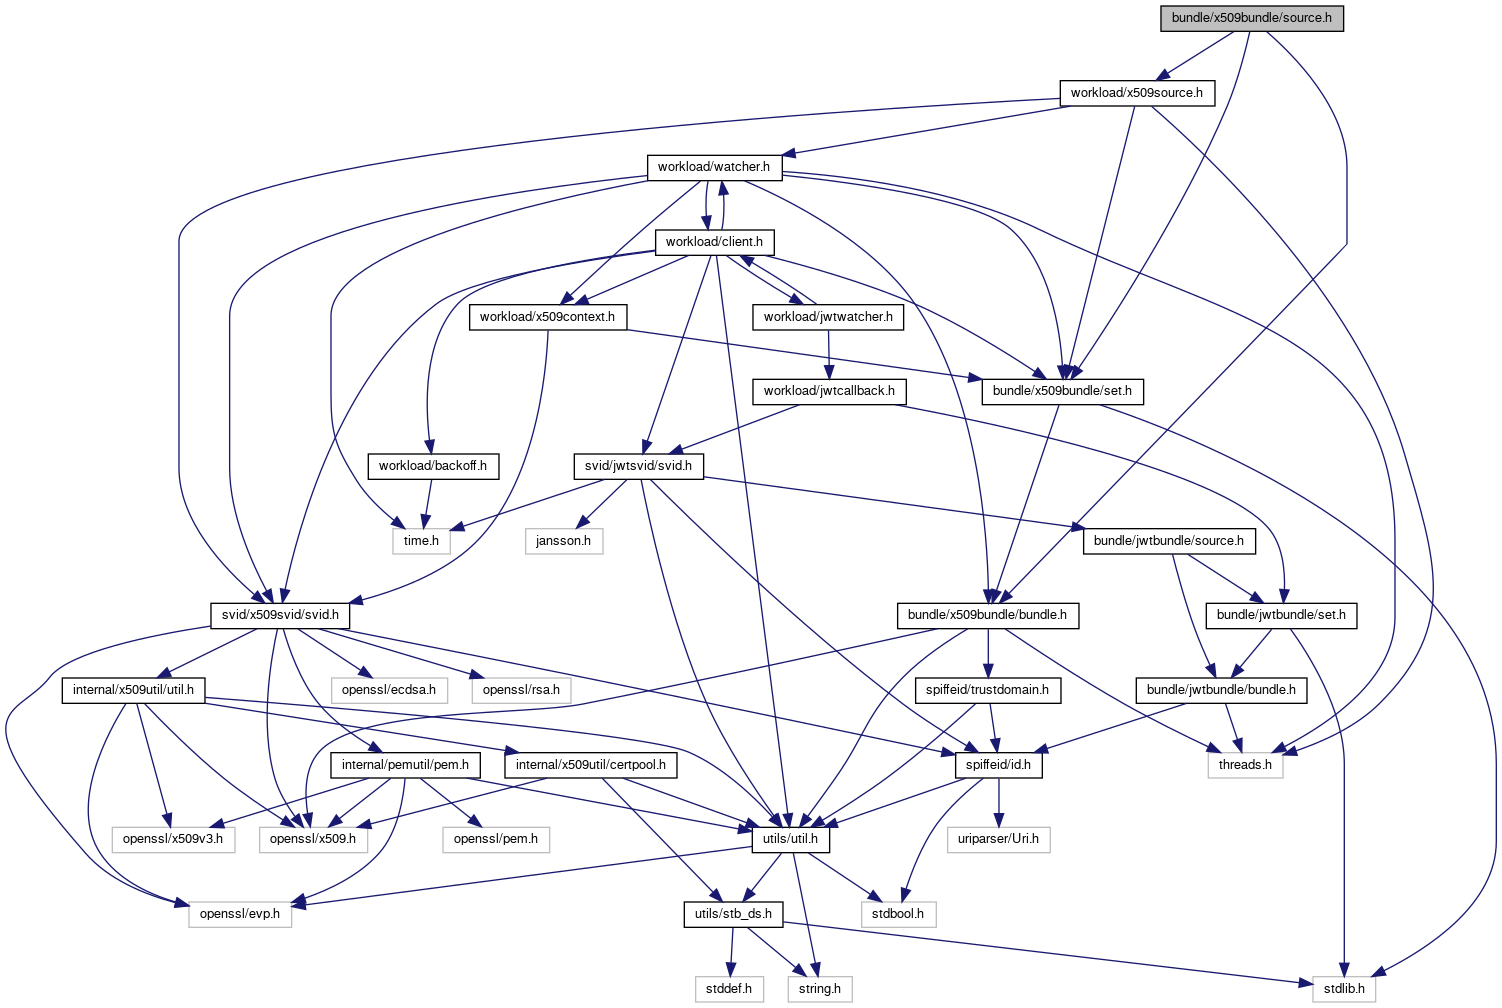 bundle/x509bundle/source.h
workload/x509source.h
workload/watcher.h
workload/client.h
workload/x509context.h
workload/jwtwatcher.h
workload/jwtcallback.h
bundle/x509bundle/set.h
workload/backoff.h
svid/jwtsvid/svid.h
time.h
jansson.h
bundle/jwtbundle/source.h
svid/x509svid/svid.h
bundle/x509bundle/bundle.h
bundle/jwtbundle/set.h
internal/x509util/util.h
openssl/ecdsa.h
openssl/rsa.h
spiffeid/trustdomain.h
bundle/jwtbundle/bundle.h
internal/pemutil/pem.h
internal/x509util/certpool.h
spiffeid/id.h
threads.h
openssl/x509v3.h
openssl/x509.h
openssl/pem.h
utils/util.h
uriparser/Uri.h
openssl/evp.h
utils/stb_ds.h
stdbool.h
stddef.h
string.h
stdlib.h